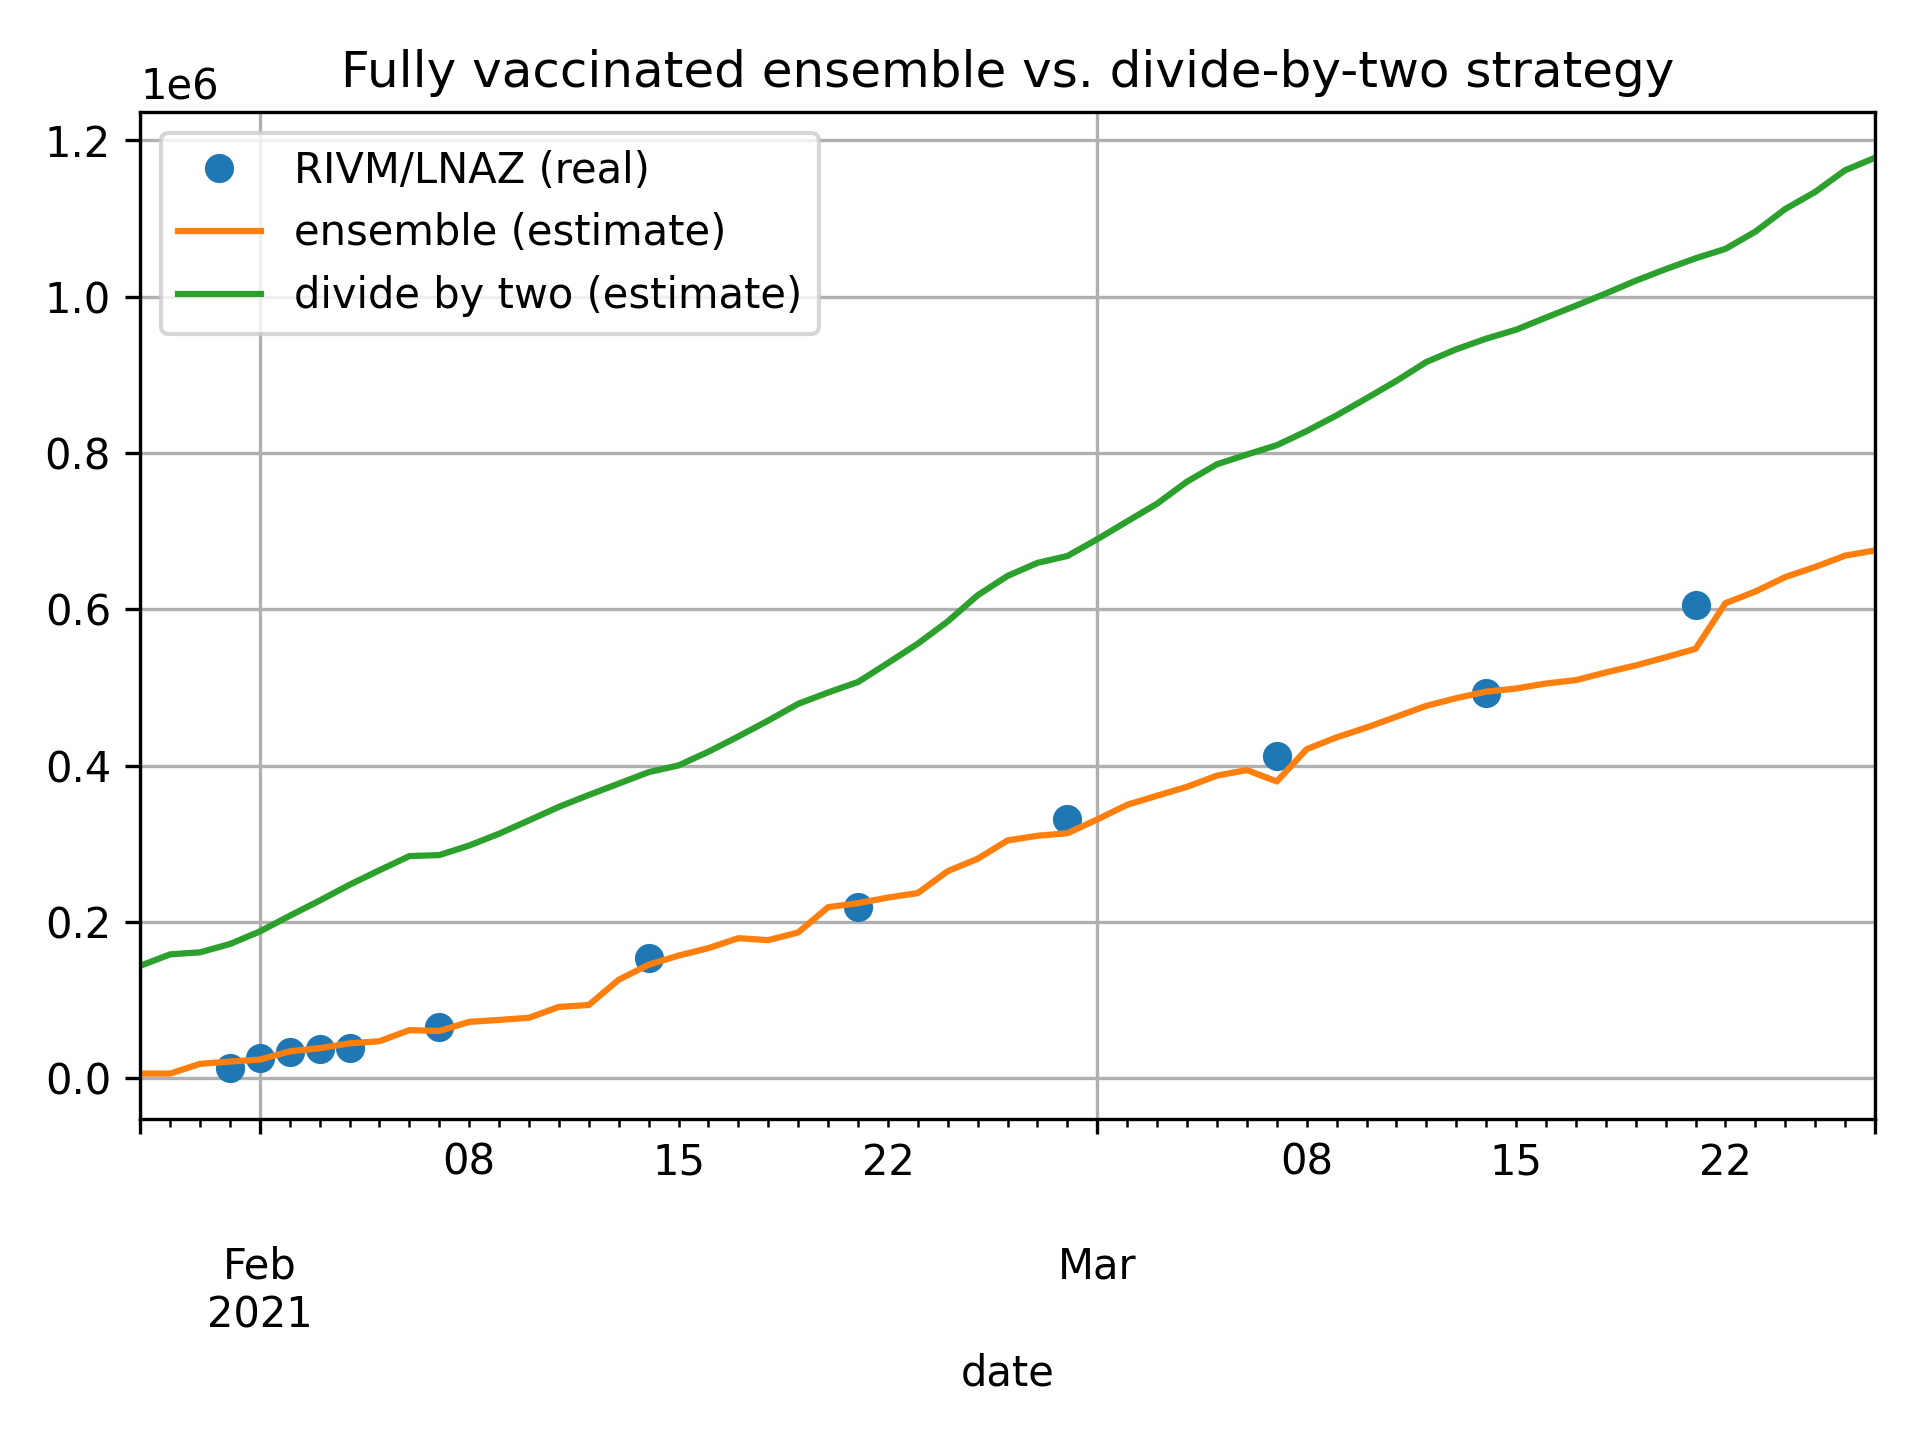 Fully vaccinated ensemble vs. divide-by-two strategy
1e6
1.2
1.0
0.8
0.6
0.4
0.2
0.0
RIVM/LNAZ (real)
ensemble (estimate)
divide by two (estimate)
08 15 22 08 15 22
Feb Mar
2021
date